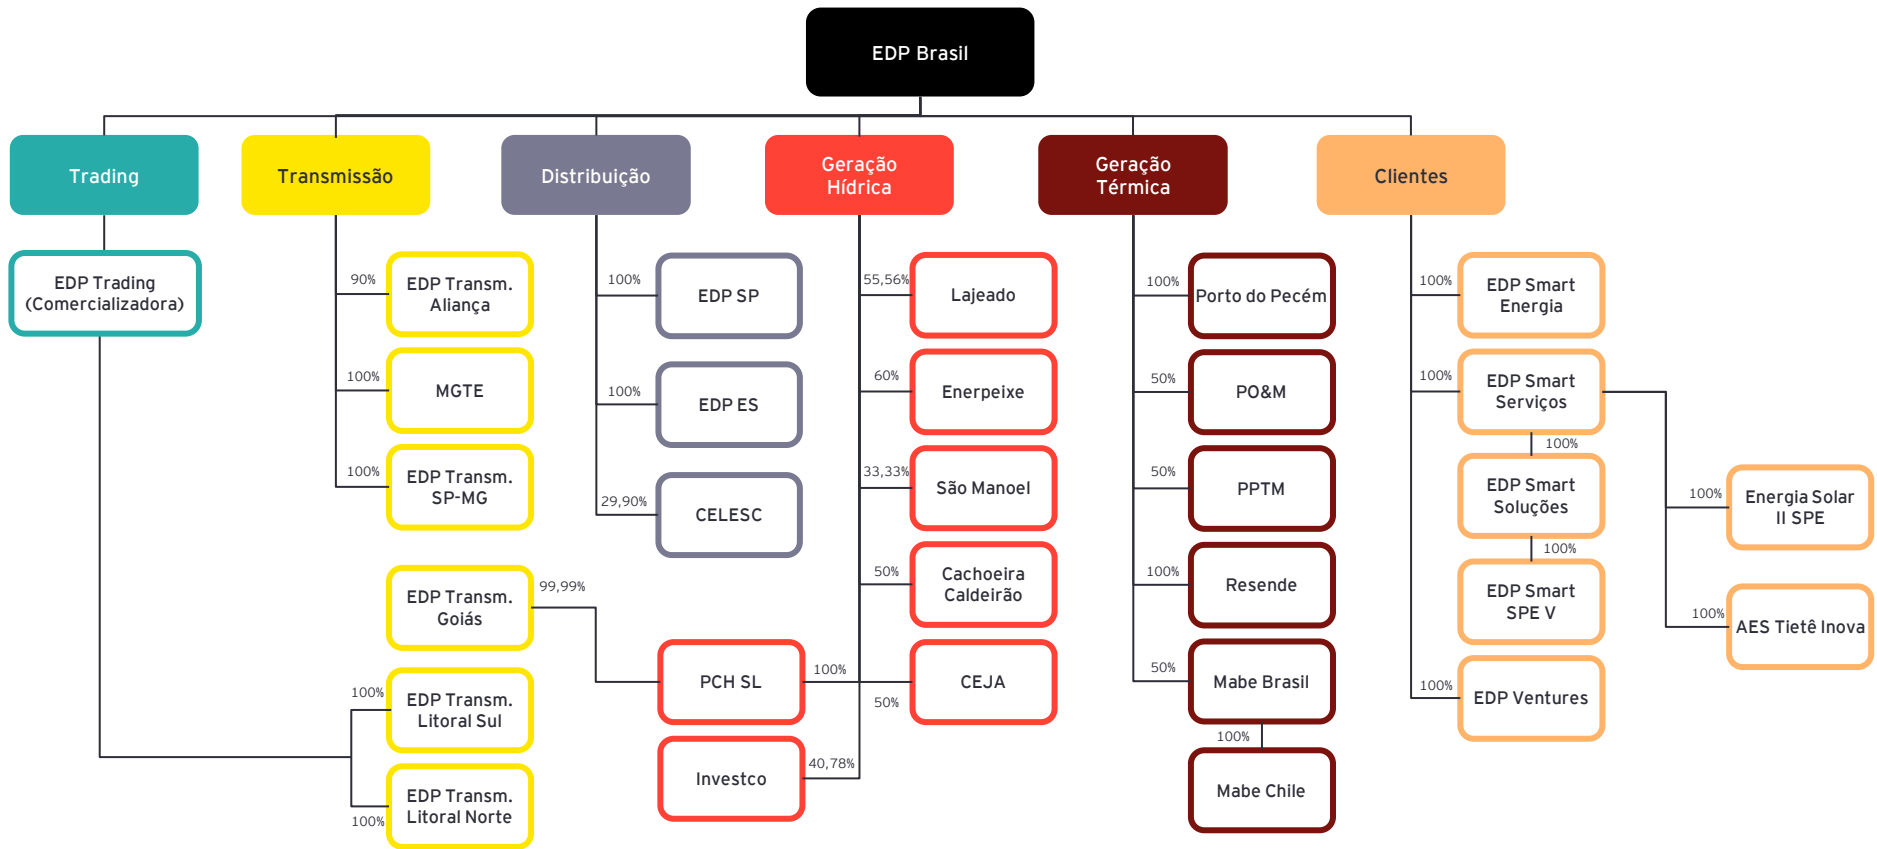 EDP Brasil
Trading
Transmissão
Distribuição
Geração
Hídrica
Geração
Térmica
Clientes
EDP Trading
(Comercializadora)
90%
EDP Transm.
Aliança
100%
MGTE
100%
EDP Transm.
SP-MG
EDP Transm.
Goiás
99,99%
100%
EDP Transm.
Litoral Sul
EDP Transm.
Litoral Norte
100%
100%
EDP SP
100%
EDP ES
29,90%
CELESC
55,56%
Lajeado
60%
Enerpeixe
33,33%
São Manoel
50%
Cachoeira
Caldeirão
PCH SL
100%
CEJA
50%
Investco
40,78%
100%
Porto do Pecém
50%
PO&M
50%
PPTM
100%
Resende
50%
Mabe Brasil
100%
Mabe Chile
100%
EDP Smart
Energia
100%
EDP Smart
Serviços
100%
EDP Smart
Soluções
100%
EDP Smart
SPE V
100%
EDP Ventures
100%
Energia Solar
II SPE
100%
AES Tietê Inova